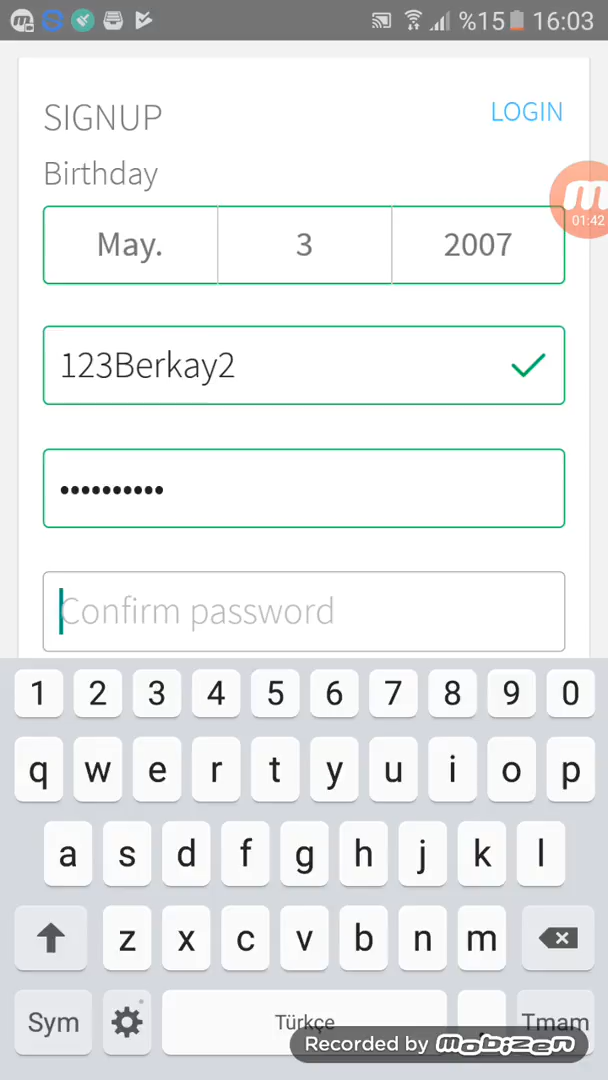 %15 16:03
SIGNUP LOGIN
Birthday
01:42
May. 3 2007
123Berkay2
Confirm password
1 2 3 4 5 6 7 8 9 0
q w e r t y u i o p
a s d f g h j k l
z x c v b n m
Sym Türkçe Tmam
Recorded by mobizen